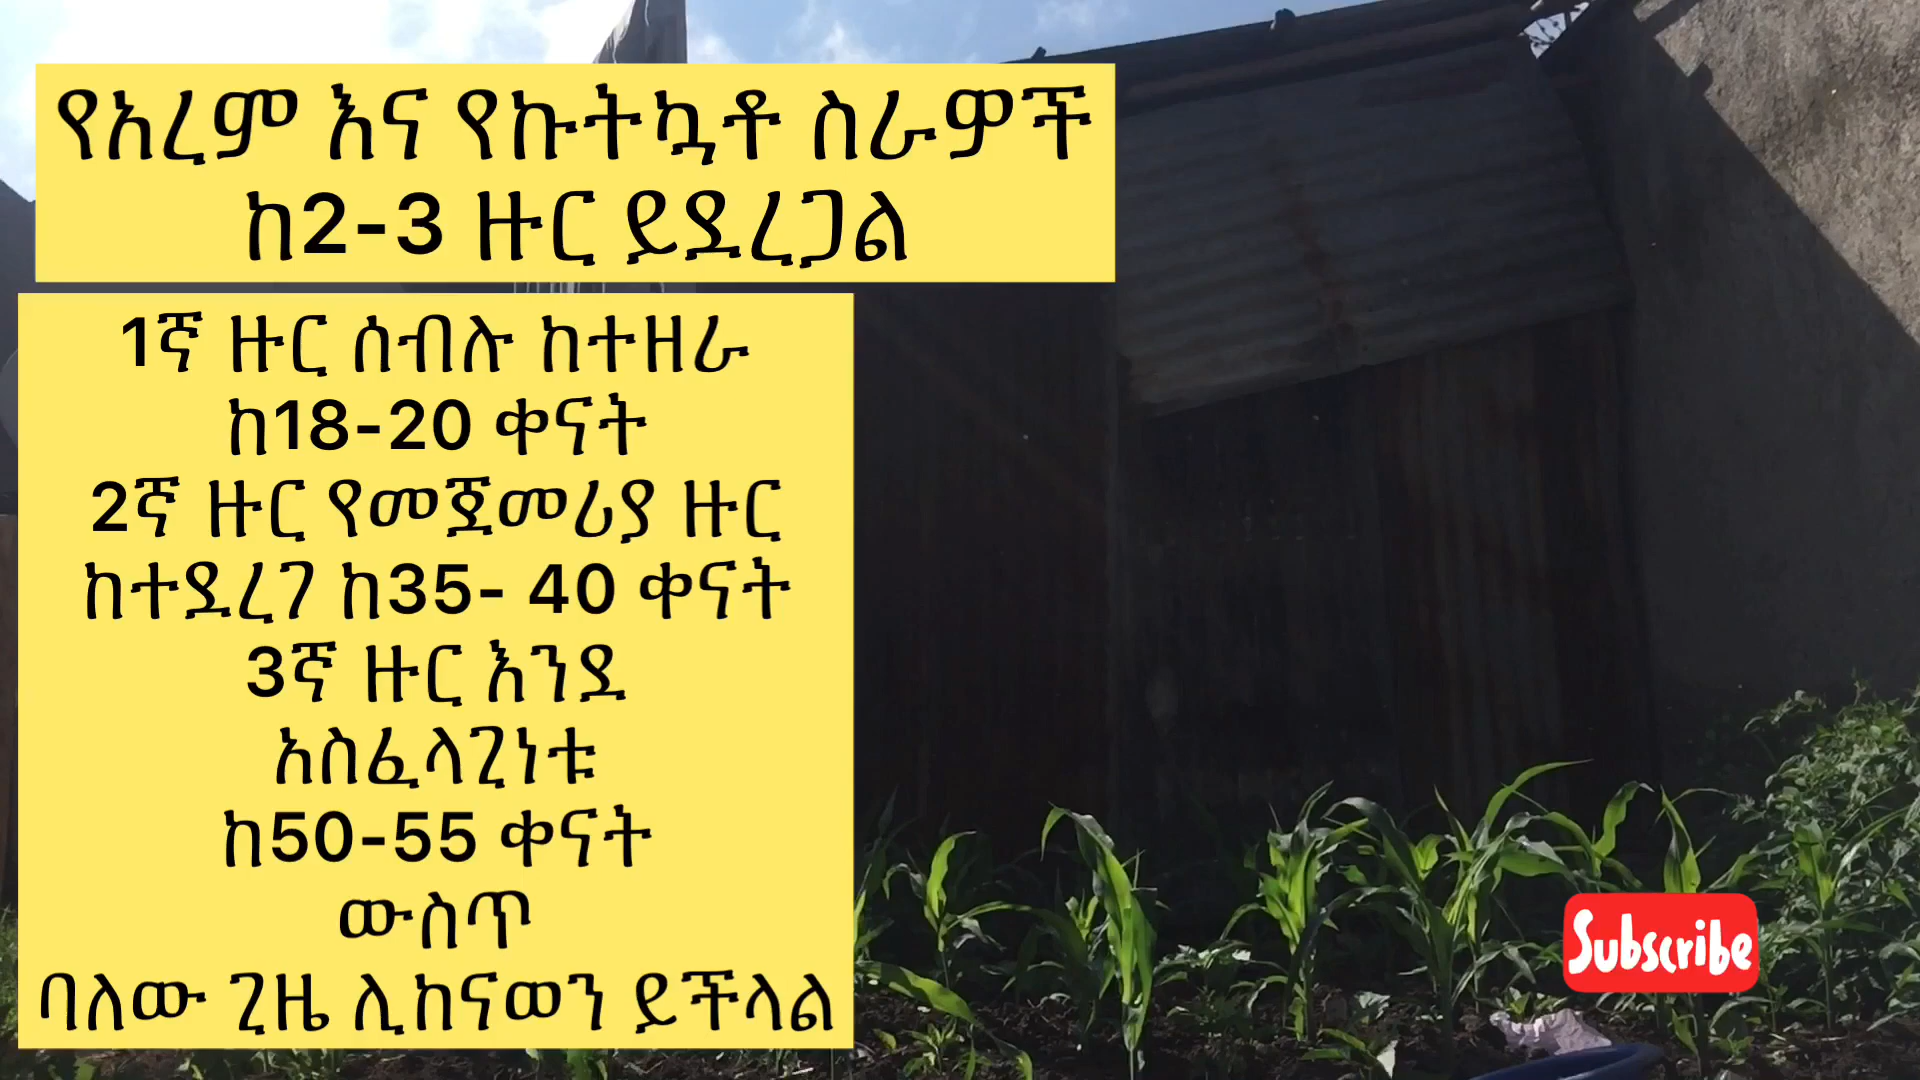 የአረም እና የኩትኳቶ ስራዎች
ከ2-3 ዙር ይደረጋል
1ኛ ዙር ሰብሉ ከተዘራ
ከ18-20 ቀናት
2ኛ ዙር የመጀመሪያ ዙር
ከተደረገ ከ35- 40 ቀናት
3ኛ ዙር እንደ
አስፈላጊነቱ
ከ50-55 ቀናት
ውስጥ
ባለው ጊዜ ሊከናወን ይችላል
Subscribe